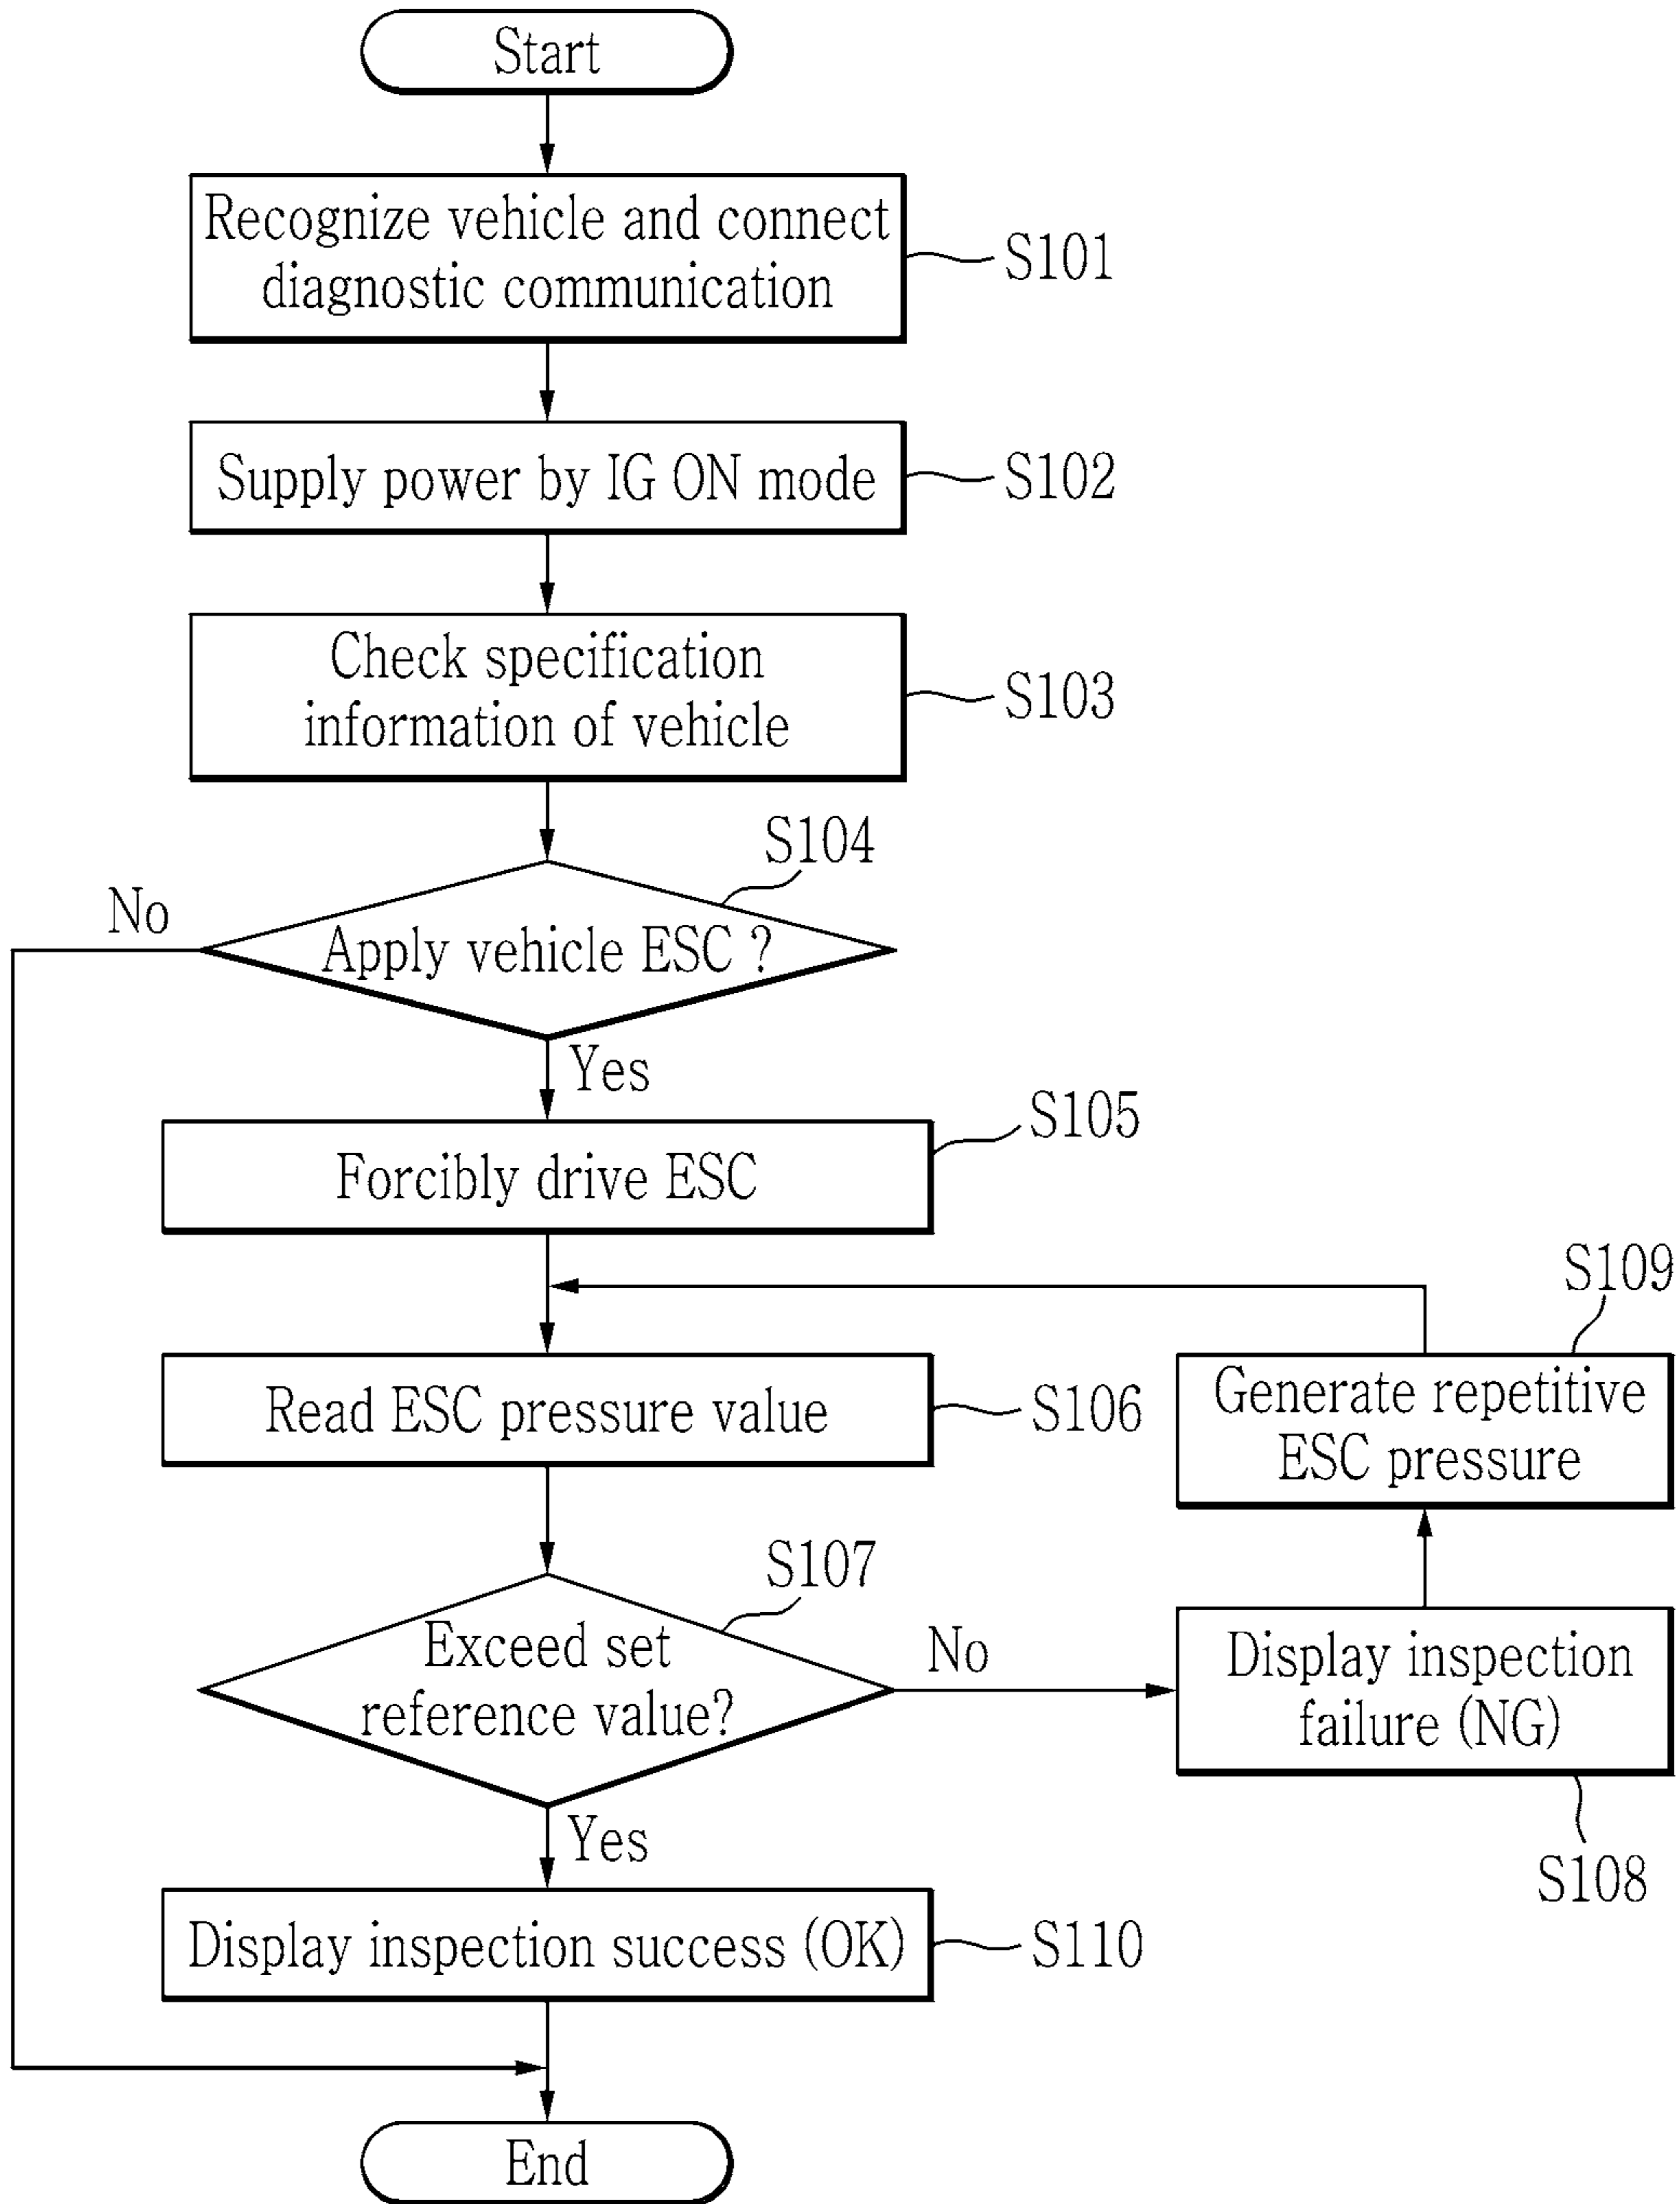 Start
Recognize vehicle and connect
diagnostic communication
S101
Supply power by IG ON mode
S102
Check specification
information of vehicle
S103
S104
No
Apply vehicle ESC ?
Yes
S105
Forcibly drive ESC
S109
Generate repetitive
ESC pressure
Read ESC pressure value
S106
S107
Exceed set
reference value?
No
Display inspection
failure (NG)
S108
Yes
Display inspection success (OK)
S110
End